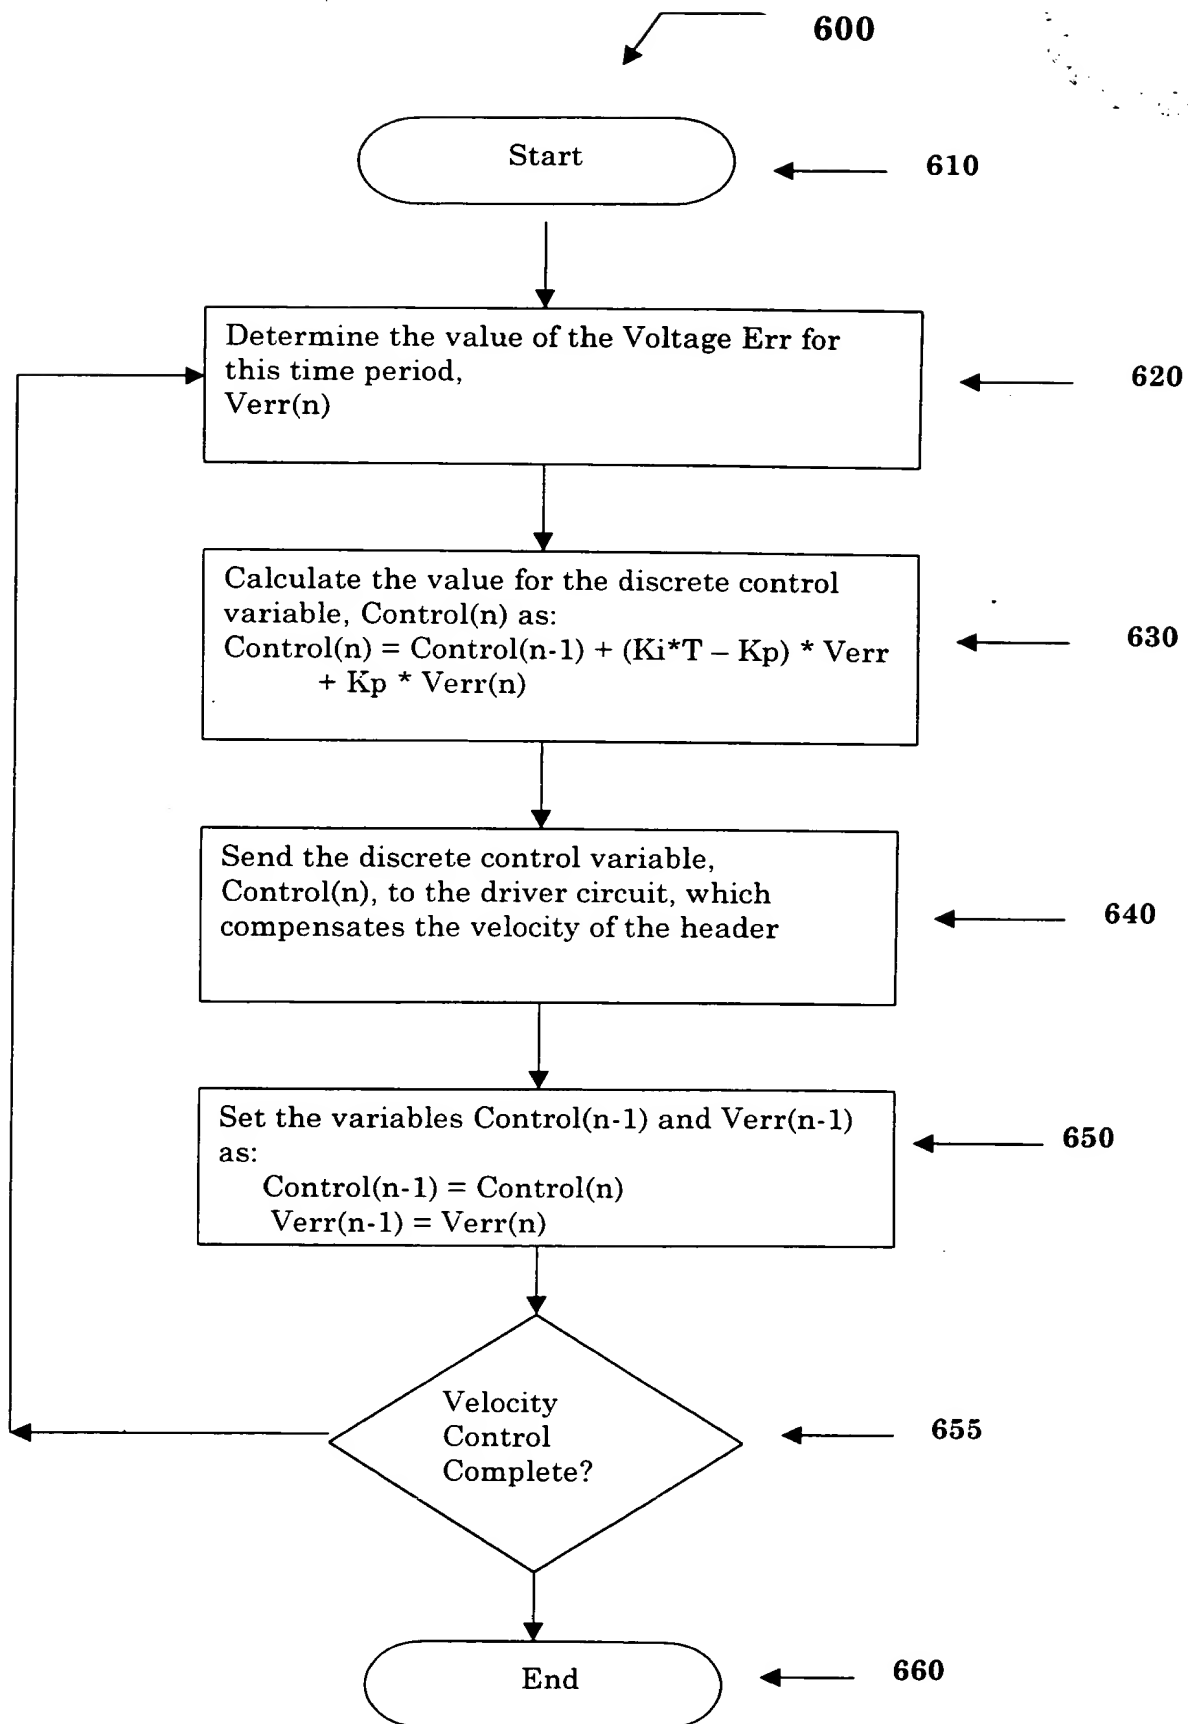 600
Start
610
Determine the value of the Voltage Err for
this time period,
Verr(n)
620
Calculate the value for the discrete control
variable, Control(n) as:
Control(n) = Control(n-1) + (Ki*T – Kp) * Verr
+ Kp * Verr(n)
630
Send the discrete control variable,
Control(n), to the driver circuit, which
compensates the velocity of the header
640
Set the variables Control(n-1) and Verr(n-1)
as:
Control(n-1) = Control(n)
Verr(n-1) = Verr(n)
650
Velocity
Control
Complete?
655
End
660